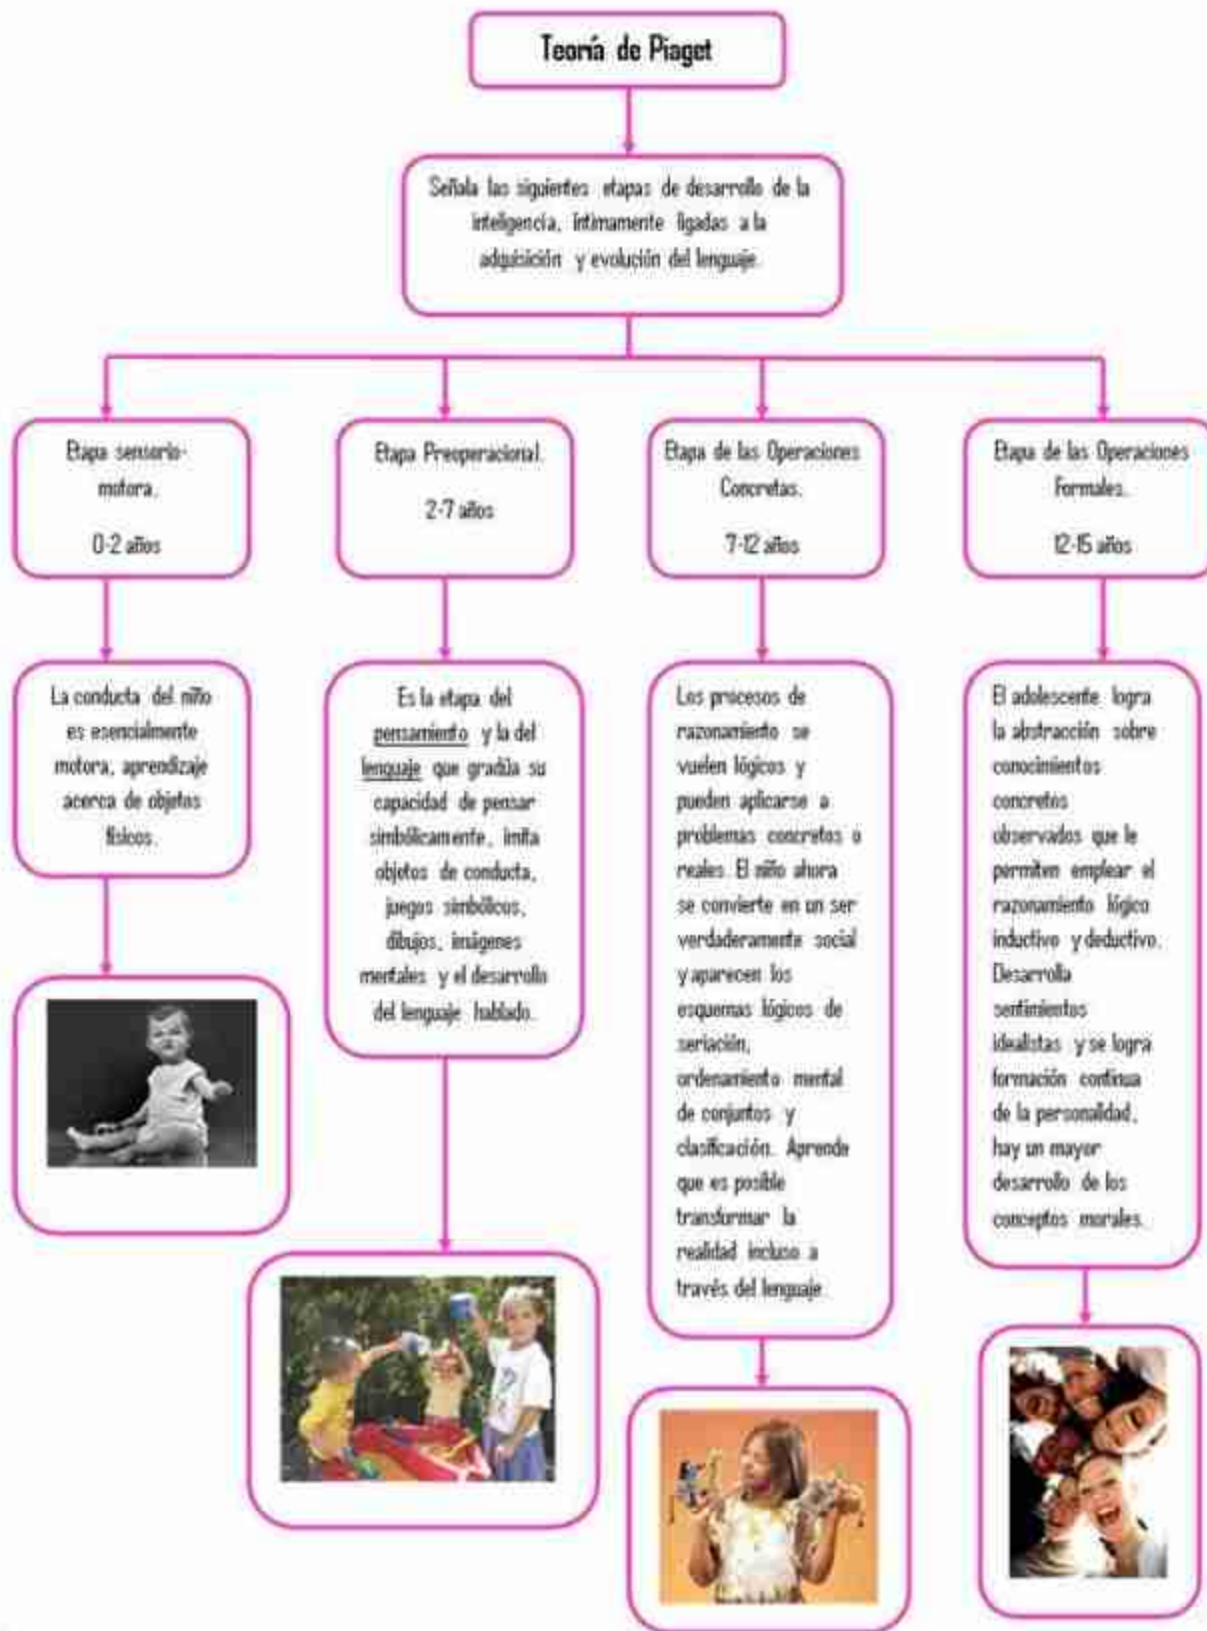 Teoría de Piaget
Señala las siguientes etapas de desarrollo de la
inteligencia, íntimamente ligadas a la
adquisición y evolución del lenguaje.
Etapa sensorio-
motora.
0-2 años
Etapa Preoperacional.
2-7 años
Etapa de las Operaciones
Concretas.
7-12 años
Etapa de las Operaciones
Formales.
12-15 años
La conducta del niño
es esencialmente
motora, aprendizaje
acerca de objetos
físicos.
Es la etapa del
pensamiento y la del
lenguaje que gradúa su
capacidad de pensar
simbólicamente, imita
objetos de conducta,
juegos simbólicos,
dibujos, imágenes
mentales y el desarrollo
del lenguaje hablado.
Los procesos de
razonamiento se
vuelen lógicos y
pueden aplicarse a
problemas concretos o
reales. El niño ahora
se convierte en un ser
verdaderamente social
y aparecen los
esquemas lógicos de
seriación,
ordenamiento mental
de conjuntos y
clasificación. Aprende
que es posible
transformar la
realidad incluso a
través del lenguaje.
El adolescente logra
la abstracción sobre
conocimientos
concretos
observados que le
permiten emplear el
razonamiento lógico
inductivo y deductivo.
Desarrolla
sentimientos
idealistas y se logra
formación continua
de la personalidad,
hay un mayor
desarrollo de los
conceptos morales.